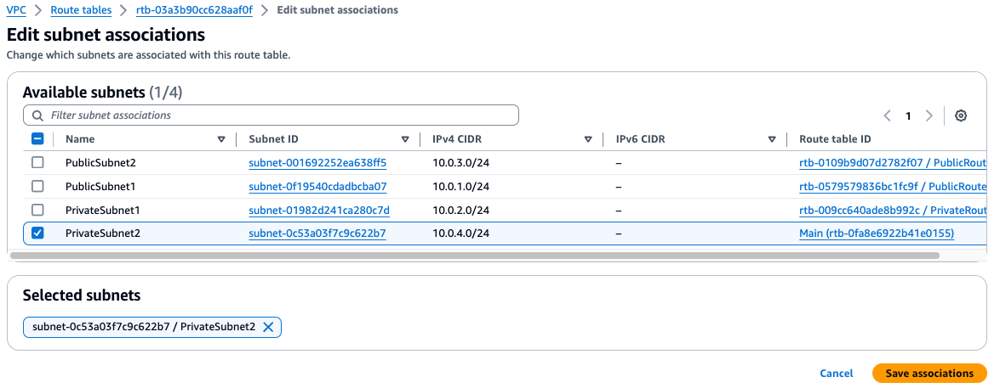 VPC > Route tables > rtb-03a3b90cc628aaf0f > Edit subnet associations
Edit subnet associations
Change which subnets are associated with this route table.
Available subnets (1/4)
Filter subnet associations
1
Name Subnet ID IPv4 CIDR IPv6 CIDR Route table ID
PublicSubnet2 subnet-001692252ea638ff5 10.0.3.0/24 – rtb-0109b9d07d2782f07 / PublicRout
PublicSubnet1 subnet-0f19540cdadbcba07 10.0.1.0/24 – rtb-0579579836bc1fc9f / PublicRoute
PrivateSubnet1 subnet-01982d241ca280c7d 10.0.2.0/24 – rtb-009cc640ade8b992c / PrivateRout
PrivateSubnet2 subnet-0c53a03f7c9c622b7 10.0.4.0/24 – Main (rtb-0fa8e6922b41e0155)
Selected subnets
subnet-0c53a03f7c9c622b7 / PrivateSubnet2
Cancel Save associations